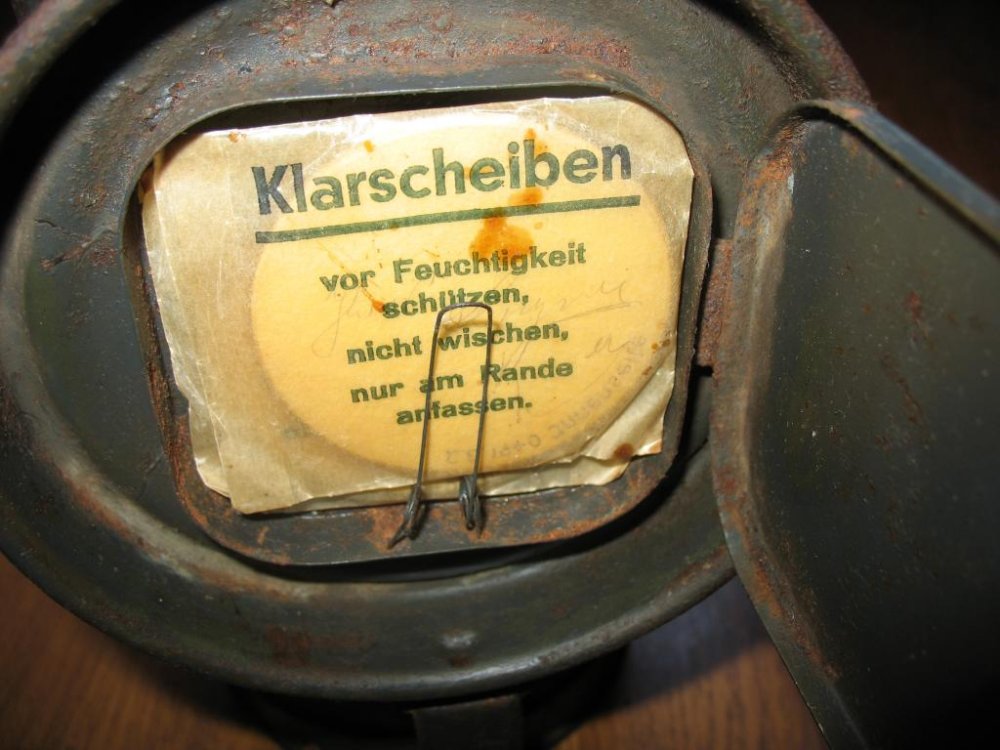 Klarscheiben
vor Feuchtigkeit
schützen,
nicht wischen,
nur am Rande
anfassen.